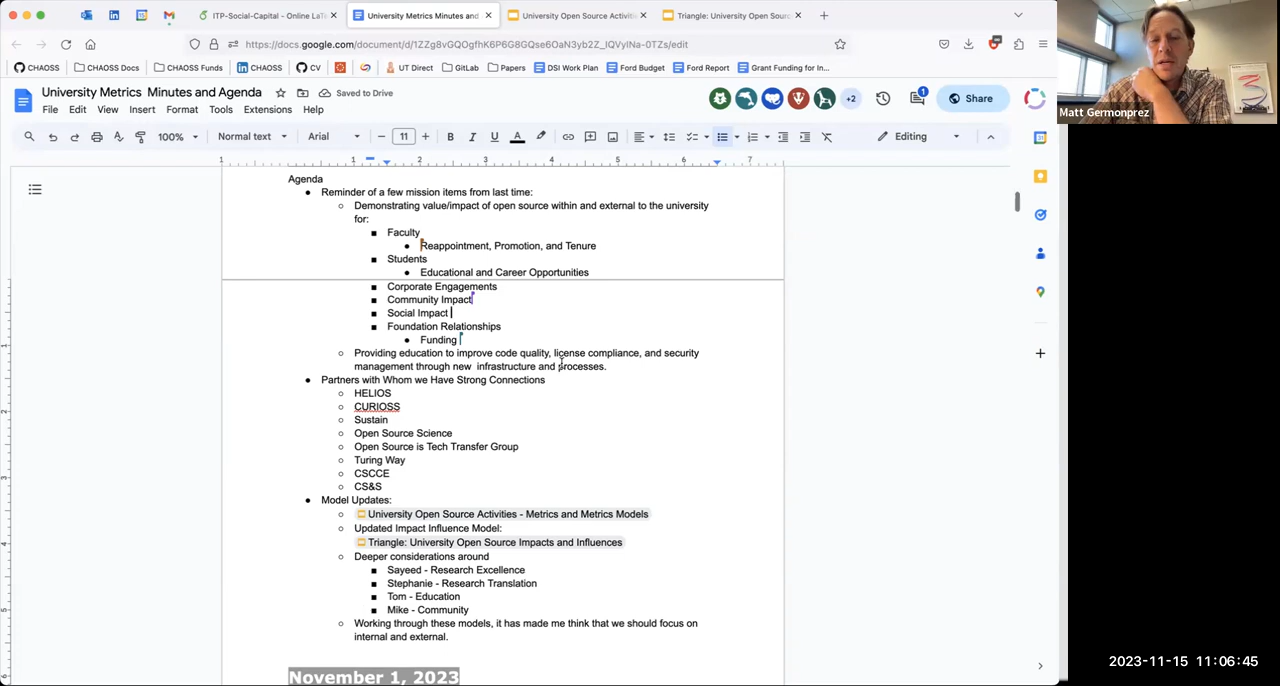 ITP-Social-Capital - Online LaTe
University Metrics Minutes and
University Open Source Activiti
Triangle: University Open Sourc
https://docs.google.com/document/d/1ZZg8vGQOgfhK6P6G8GQse6OaN3yb2Z_IQVyINa-0TZs/edit
CHAOSS
CHAOSS Docs
CHAOSS Funds
CHAOSS
CV
UT Direct
GitLab
Papers
DSI Work Plan
Ford Budget
Ford Report
Grant Funding for In...
University Metrics Minutes and Agenda
Saved to Drive
File Edit View Insert Format Tools Extensions Help
+2
1
Share
100%
Normal text
Arial
11
Editing
Matt Germonprez
Agenda
Reminder of a few mission items from last time:
Demonstrating value/impact of open source within and external to the university
for:
Faculty
Reappointment, Promotion, and Tenure
Students
Educational and Career Opportunities
Corporate Engagements
Community Impact
Social Impact
Foundation Relationships
Funding
Providing education to improve code quality, license compliance, and security
management through new infrastructure and processes.
Partners with Whom we Have Strong Connections
HELIOS
CURIOSS
Sustain
Open Source Science
Open Source is Tech Transfer Group
Turing Way
CSCCE
CS&S
Model Updates:
University Open Source Activities - Metrics and Metrics Models
Updated Impact Influence Model:
Triangle: University Open Source Impacts and Influences
Deeper considerations around
Sayeed - Research Excellence
Stephanie - Research Translation
Tom - Education
Mike - Community
Working through these models, it has made me think that we should focus on
internal and external.
November 1, 2023
2023-11-15 11:06:45